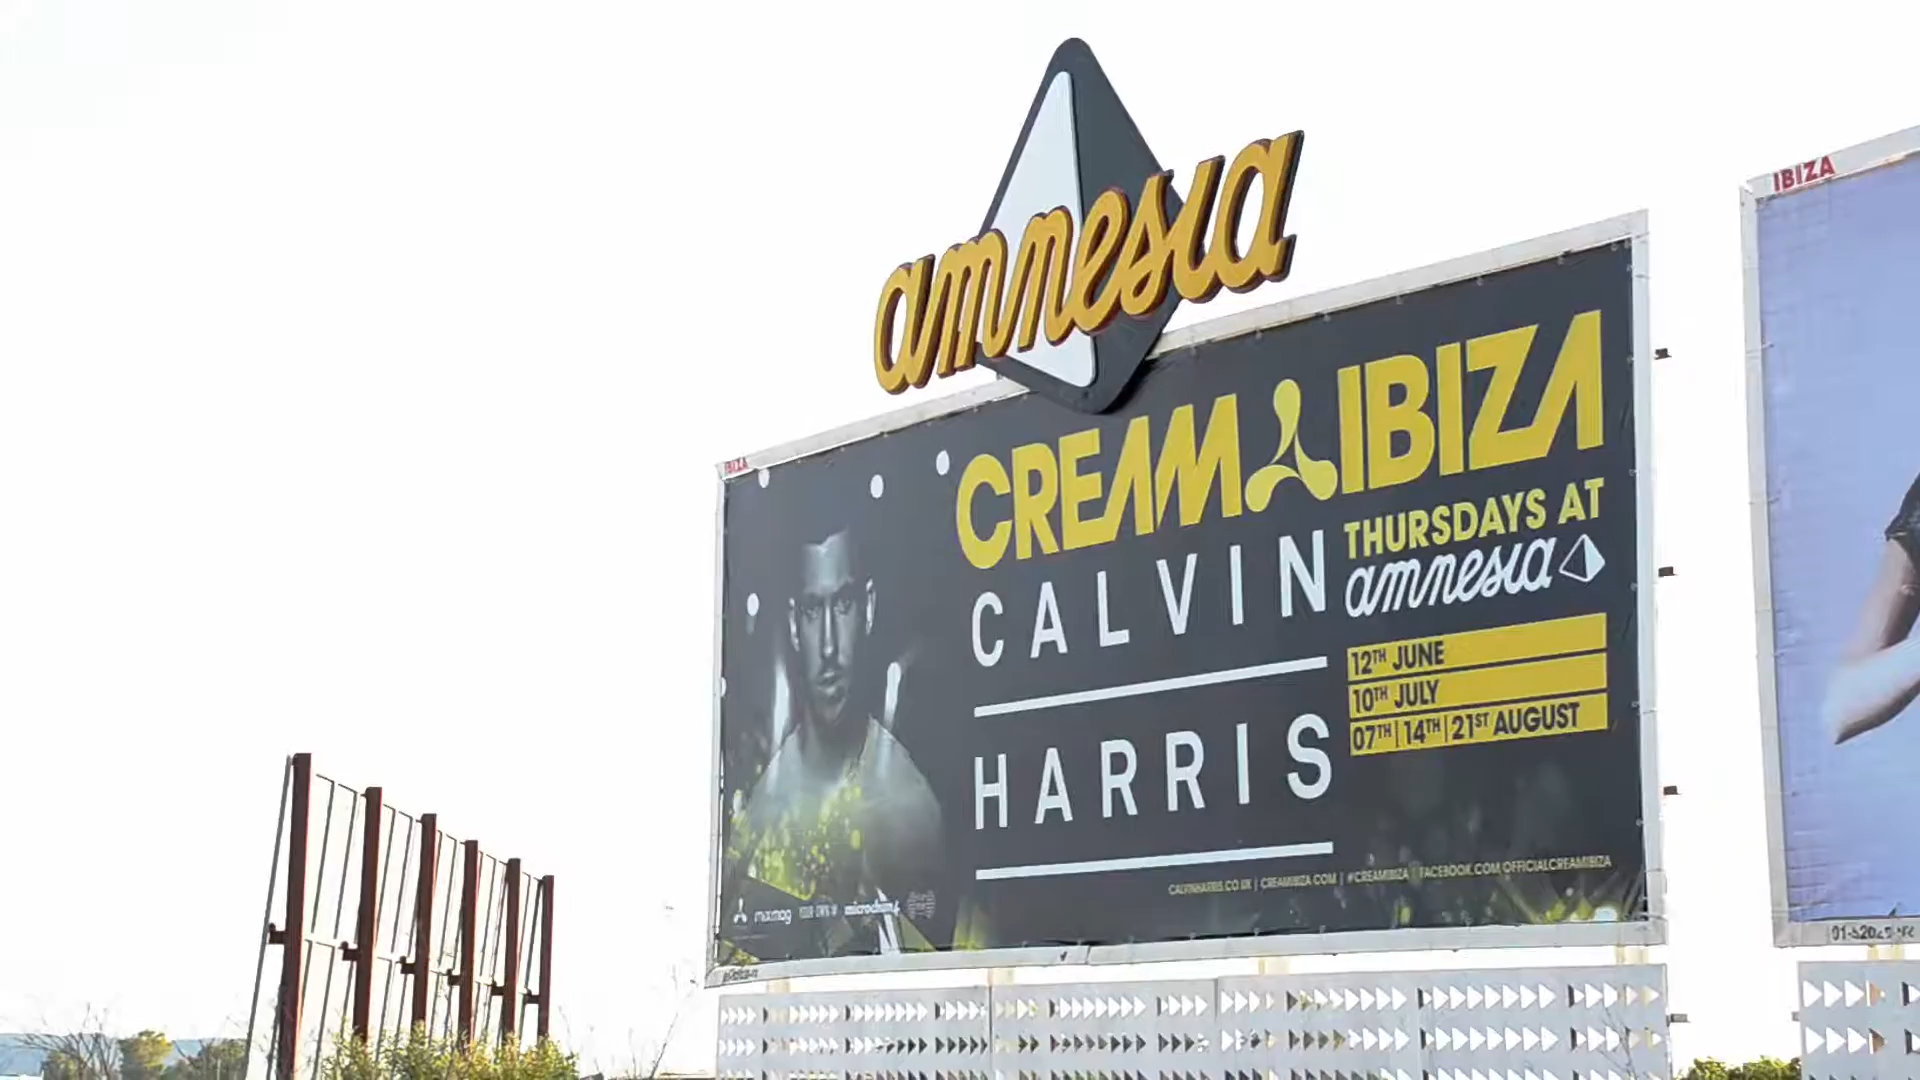 amnesia
IBIZA
IBIZA
CREAM IBIZA
CALVIN
HARRIS
THURSDAYS AT
amnesia
12TH JUNE
10TH JULY
07TH | 14TH | 21ST AUGUST
CALVINHARRIS.CO.UK | CREAMIBIZA.COM | #CREAMIBIZA | FACEBOOK.COM/OFFICIALCREAMIBIZA
mixmag